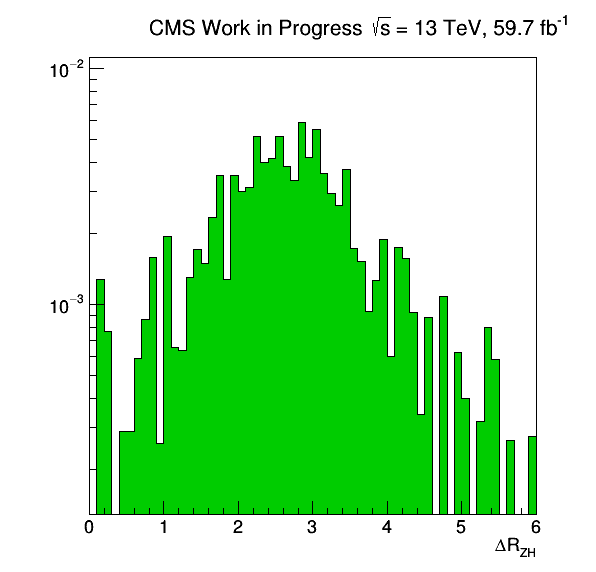 CMS Work in Progress √s = 13 TeV, 59.7 fb⁻¹
10⁻²
10⁻³
0 1 2 3 4 5 6
ΔR_ZH